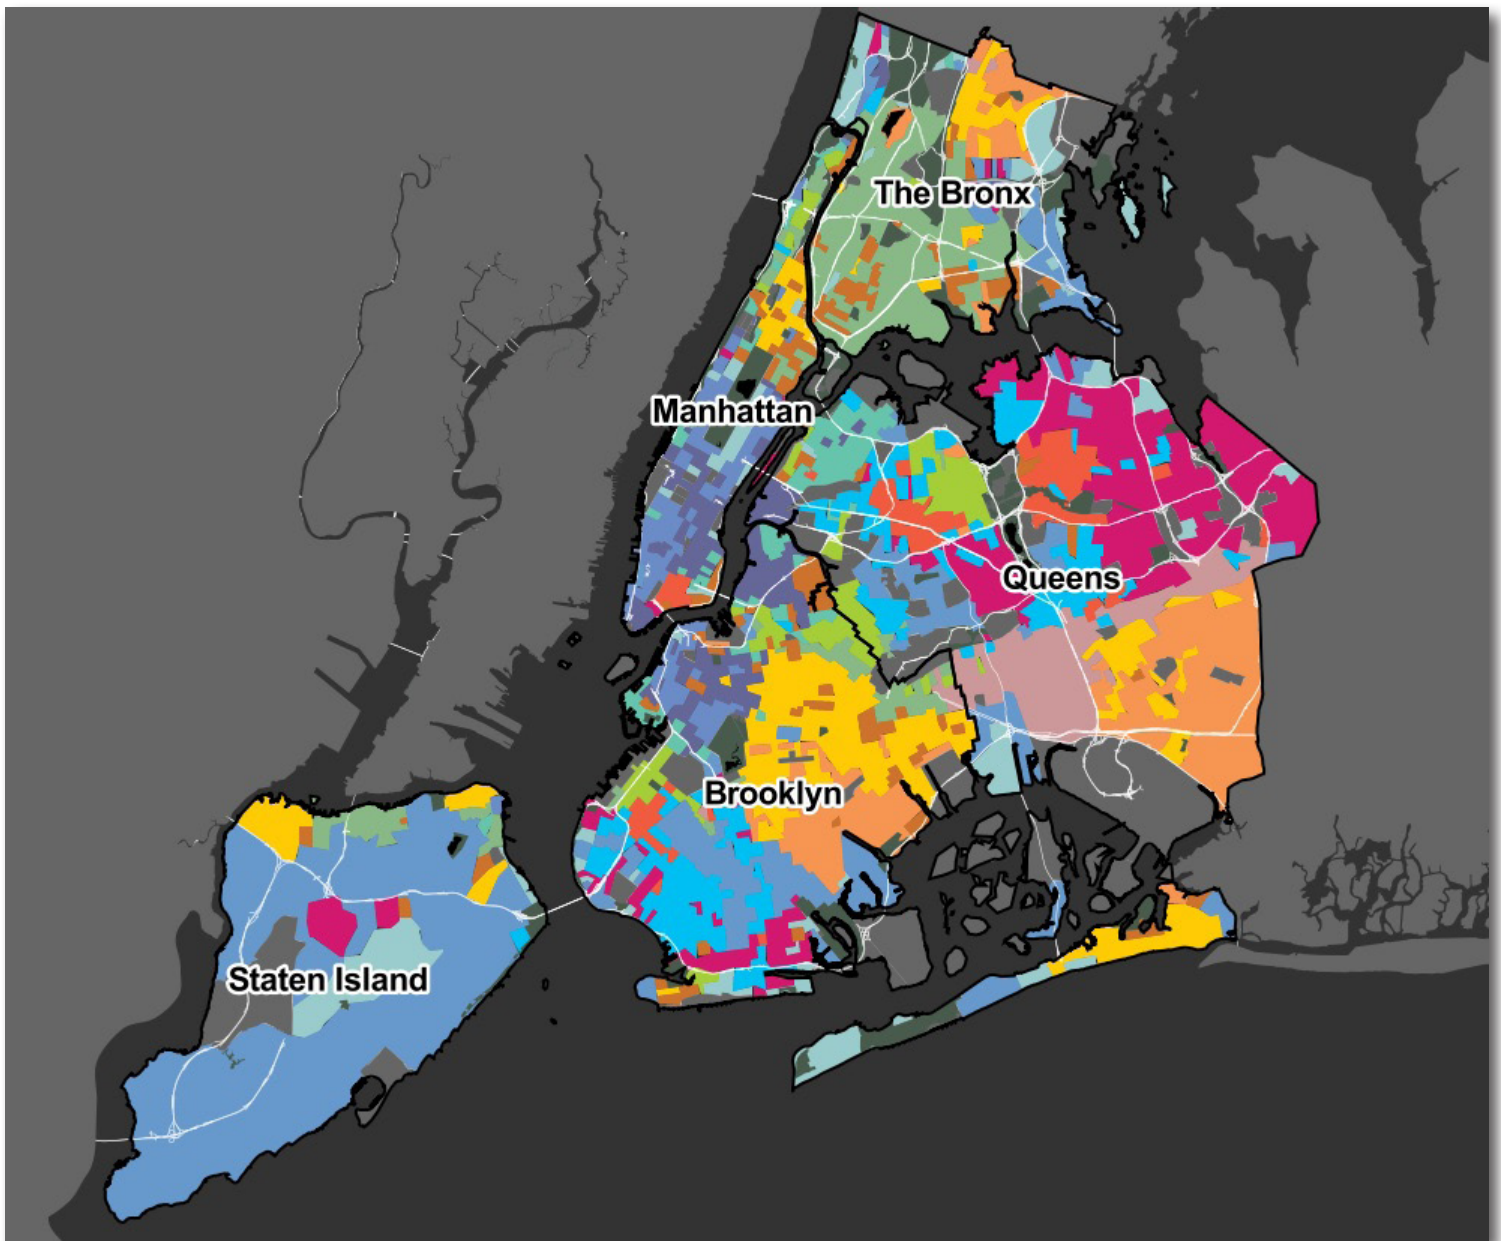 The Bronx
Manhattan
Queens
Brooklyn
Staten Island